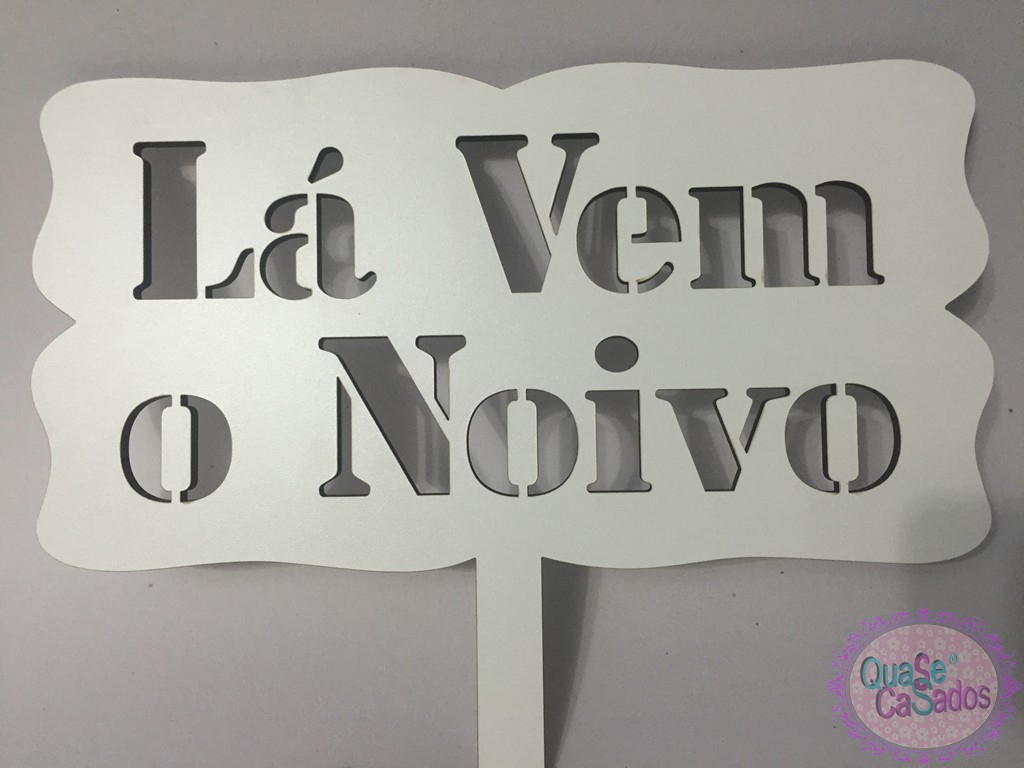 Lá Vem
o Noivo
QuaSe
CaSados